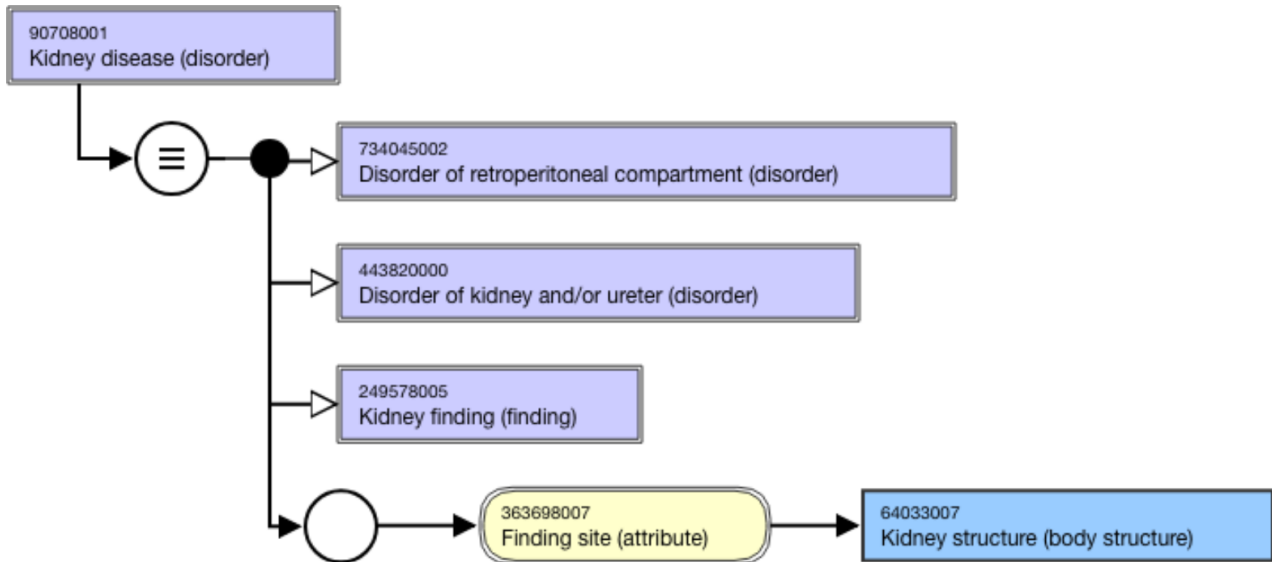 90708001
Kidney disease (disorder)
734045002
Disorder of retroperitoneal compartment (disorder)
443820000
Disorder of kidney and/or ureter (disorder)
249578005
Kidney finding (finding)
363698007
Finding site (attribute)
64033007
Kidney structure (body structure)